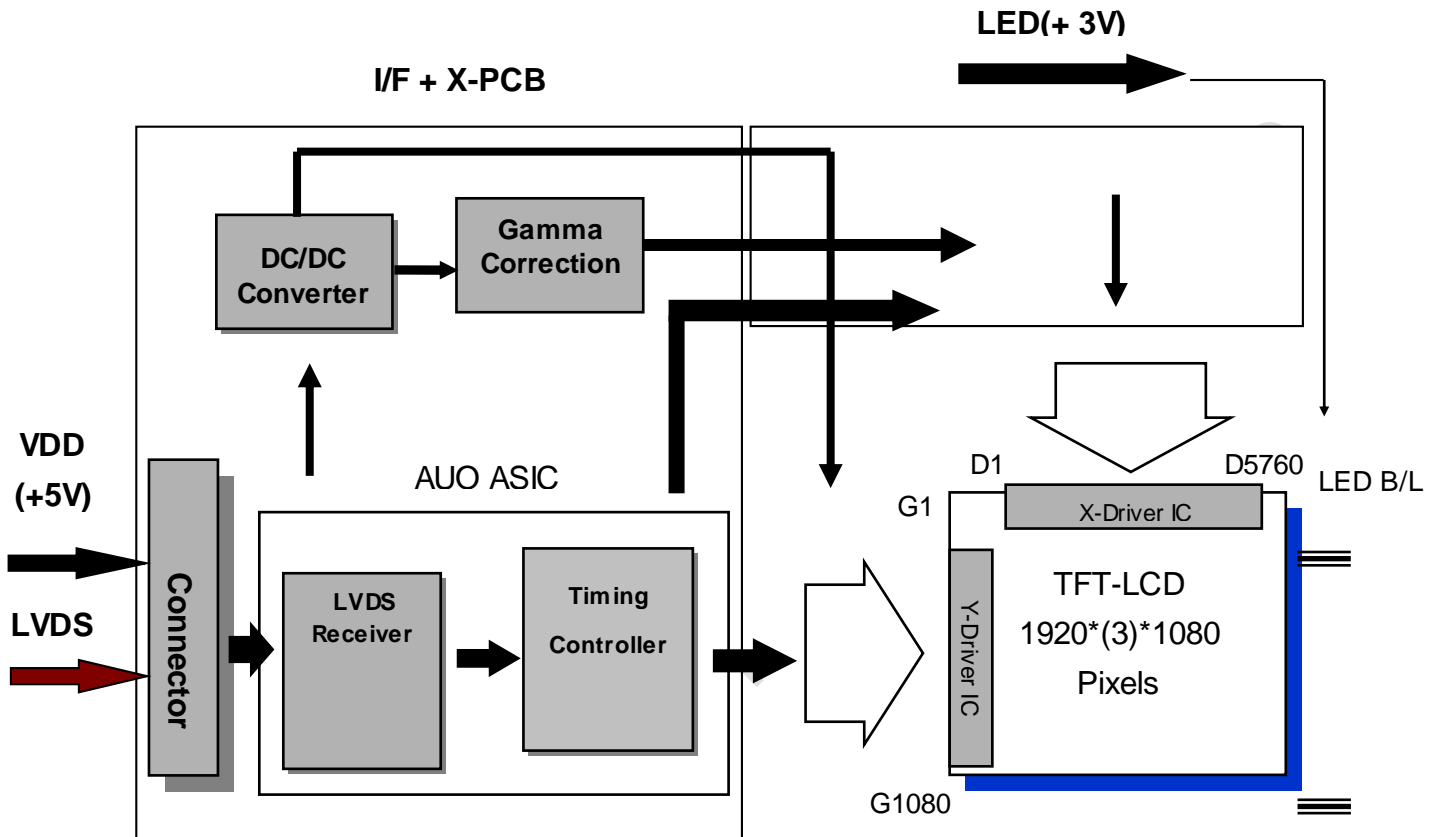 LED(+ 3V)
I/F + X-PCB
DC/DC
Converter
Gamma
Correction
VDD
(+5V)
LVDS
Connector
AUO ASIC
LVDS
Receiver
Timing
Controller
D1
D5760
LED B/L
G1
X-Driver IC
Y-Driver IC
TFT-LCD
1920*(3)*1080
Pixels
G1080